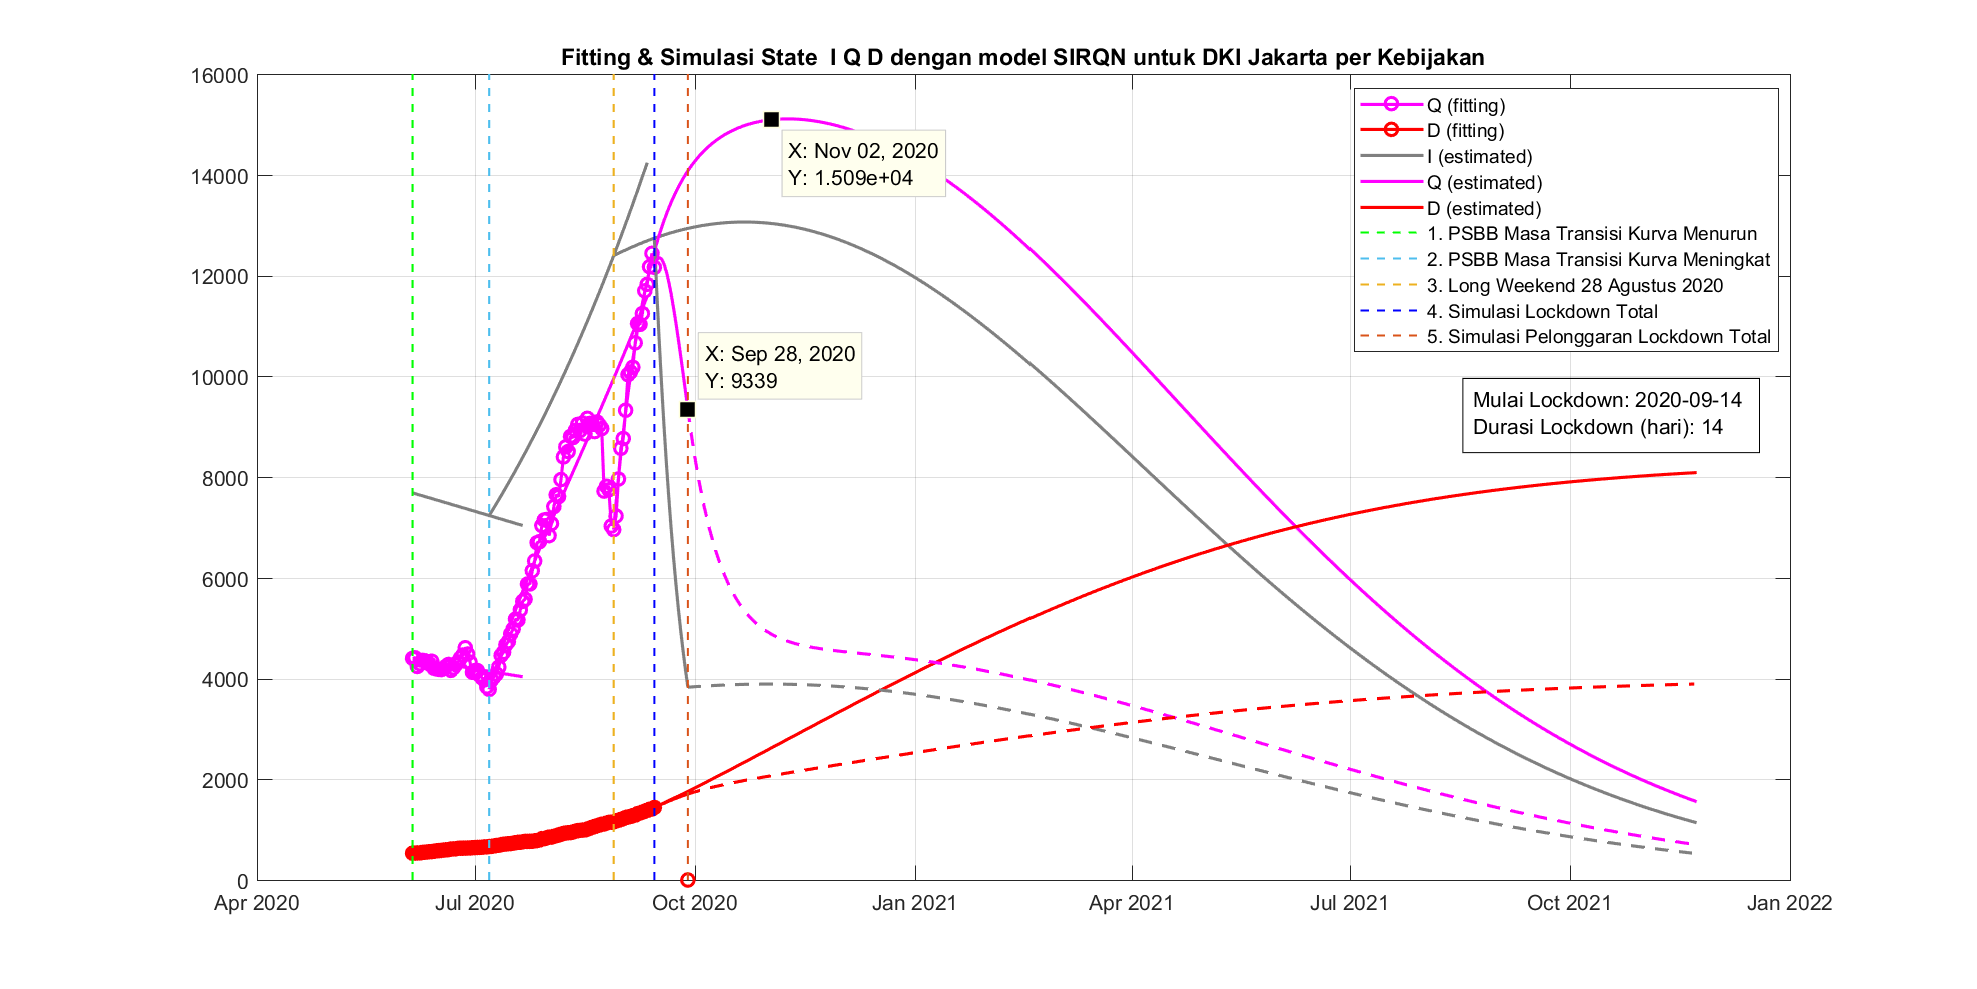 Fitting & Simulasi State I Q D dengan model SIRQN untuk DKI Jakarta per Kebijakan
16000
14000
12000
10000
8000
6000
4000
2000
0
Apr 2020
Jul 2020
Oct 2020
Jan 2021
Apr 2021
Jul 2021
Oct 2021
Jan 2022
X: Nov 02, 2020
Y: 1.509e+04
X: Sep 28, 2020
Y: 9339
Q (fitting)
D (fitting)
I (estimated)
Q (estimated)
D (estimated)
1. PSBB Masa Transisi Kurva Menurun
2. PSBB Masa Transisi Kurva Meningkat
3. Long Weekend 28 Agustus 2020
4. Simulasi Lockdown Total
5. Simulasi Pelonggaran Lockdown Total
Mulai Lockdown: 2020-09-14
Durasi Lockdown (hari): 14